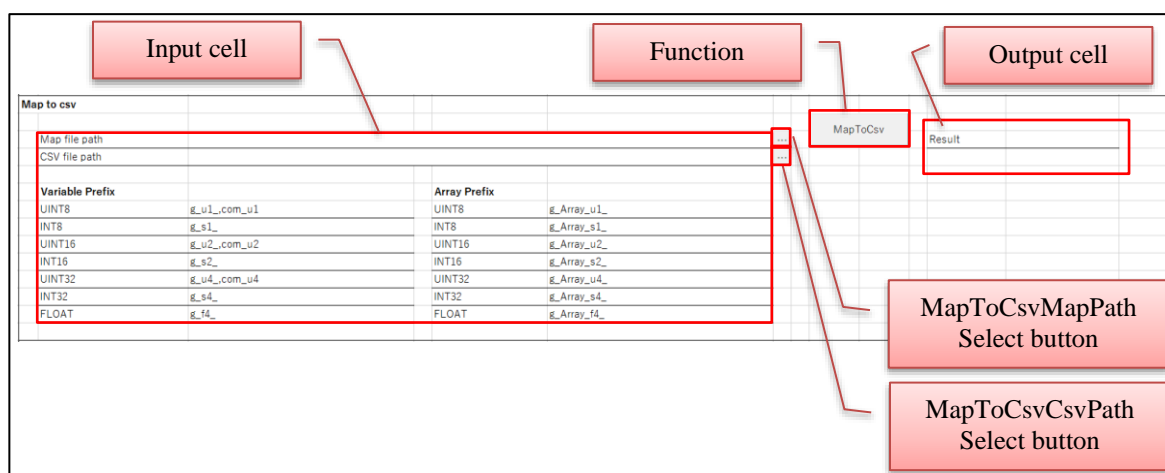 Input cell
Function
Output cell
Map to csv
Map file path
...
MapToCsv
Result
CSV file path
...
Variable Prefix
Array Prefix
UINT8 g_u1_,com_u1 UINT8 g_Array_u1_
INT8 g_s1_ INT8 g_Array_s1_
UINT16 g_u2_,com_u2 UINT16 g_Array_u2_
INT16 g_s2_ INT16 g_Array_s2_
UINT32 g_u4_,com_u4 UINT32 g_Array_u4_
INT32 g_s4_ INT32 g_Array_s4_
FLOAT g_f4_ FLOAT g_Array_f4_
MapToCsvMapPath
Select button
MapToCsvCsvPath
Select button